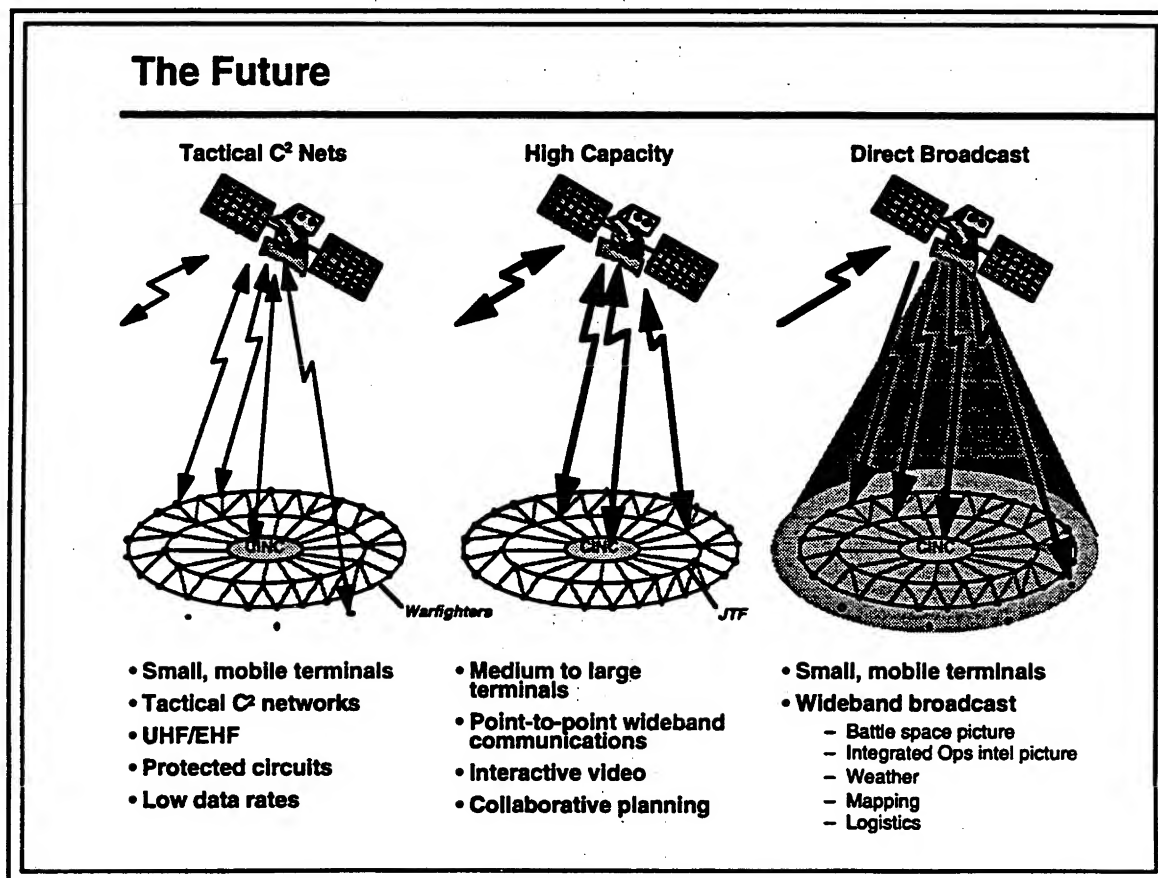 The Future
Tactical C² Nets
CINC
Warfighters
• Small, mobile terminals
• Tactical C² networks
• UHF/EHF
• Protected circuits
• Low data rates
High Capacity
CINC
JTF
• Medium to large
terminals
• Point-to-point wideband
communications
• Interactive video
• Collaborative planning
Direct Broadcast
CINC
• Small, mobile terminals
• Wideband broadcast
– Battle space picture
– Integrated Ops intel picture
– Weather
– Mapping
– Logistics